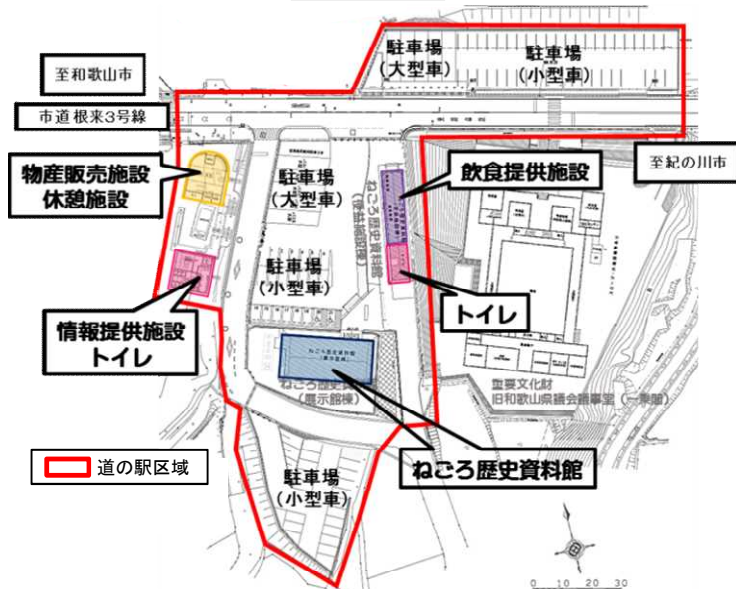 駐車場
(大型車)
駐車場
(小型車)
至和歌山市
市道根来3号線
至紀の川市
物産販売施設
休憩施設
飲食提供施設
駐車場
(大型車)
ねごろ歴史資料館
(便益施設棟)
駐車場
(小型車)
トイレ
情報提供施設
トイレ
ねごろ歴史資料館
(展示館棟)
重要文化財
旧和歌山県議会議事堂(一乗閣)
道の駅区域
駐車場
(小型車)
ねごろ歴史資料館
0 10 20 30